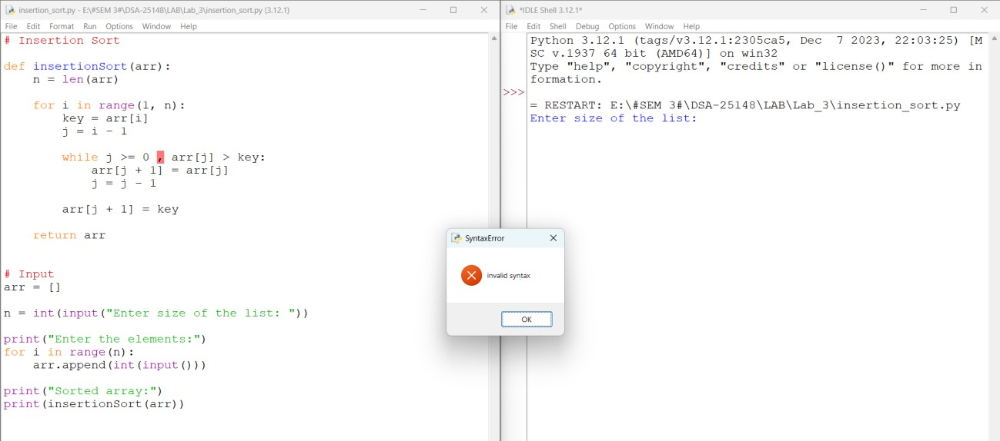 insertion_sort.py - E:\#SEM 3#\DSA-25148\LAB\Lab_3\insertion_sort.py (3.12.1)
File Edit Format Run Options Window Help
# Insertion Sort
def insertionSort(arr):
    n = len(arr)
    for i in range(1, n):
        key = arr[i]
        j = i - 1
        while j >= 0 , arr[j] > key:
            arr[j + 1] = arr[j]
            j = j - 1
        arr[j + 1] = key
    return arr
# Input
arr = []
n = int(input("Enter size of the list: "))
print("Enter the elements:")
for i in range(n):
    arr.append(int(input()))
print("Sorted array:")
print(insertionSort(arr))
*IDLE Shell 3.12.1*
File Edit Shell Debug Options Window Help
Python 3.12.1 (tags/v3.12.1:2305ca5, Dec  7 2023, 22:03:25) [M
SC v.1937 64 bit (AMD64)] on win32
Type "help", "copyright", "credits" or "license()" for more in
formation.
>>>
= RESTART: E:\#SEM 3#\DSA-25148\LAB\Lab_3\insertion_sort.py
Enter size of the list:
SyntaxError
invalid syntax
OK